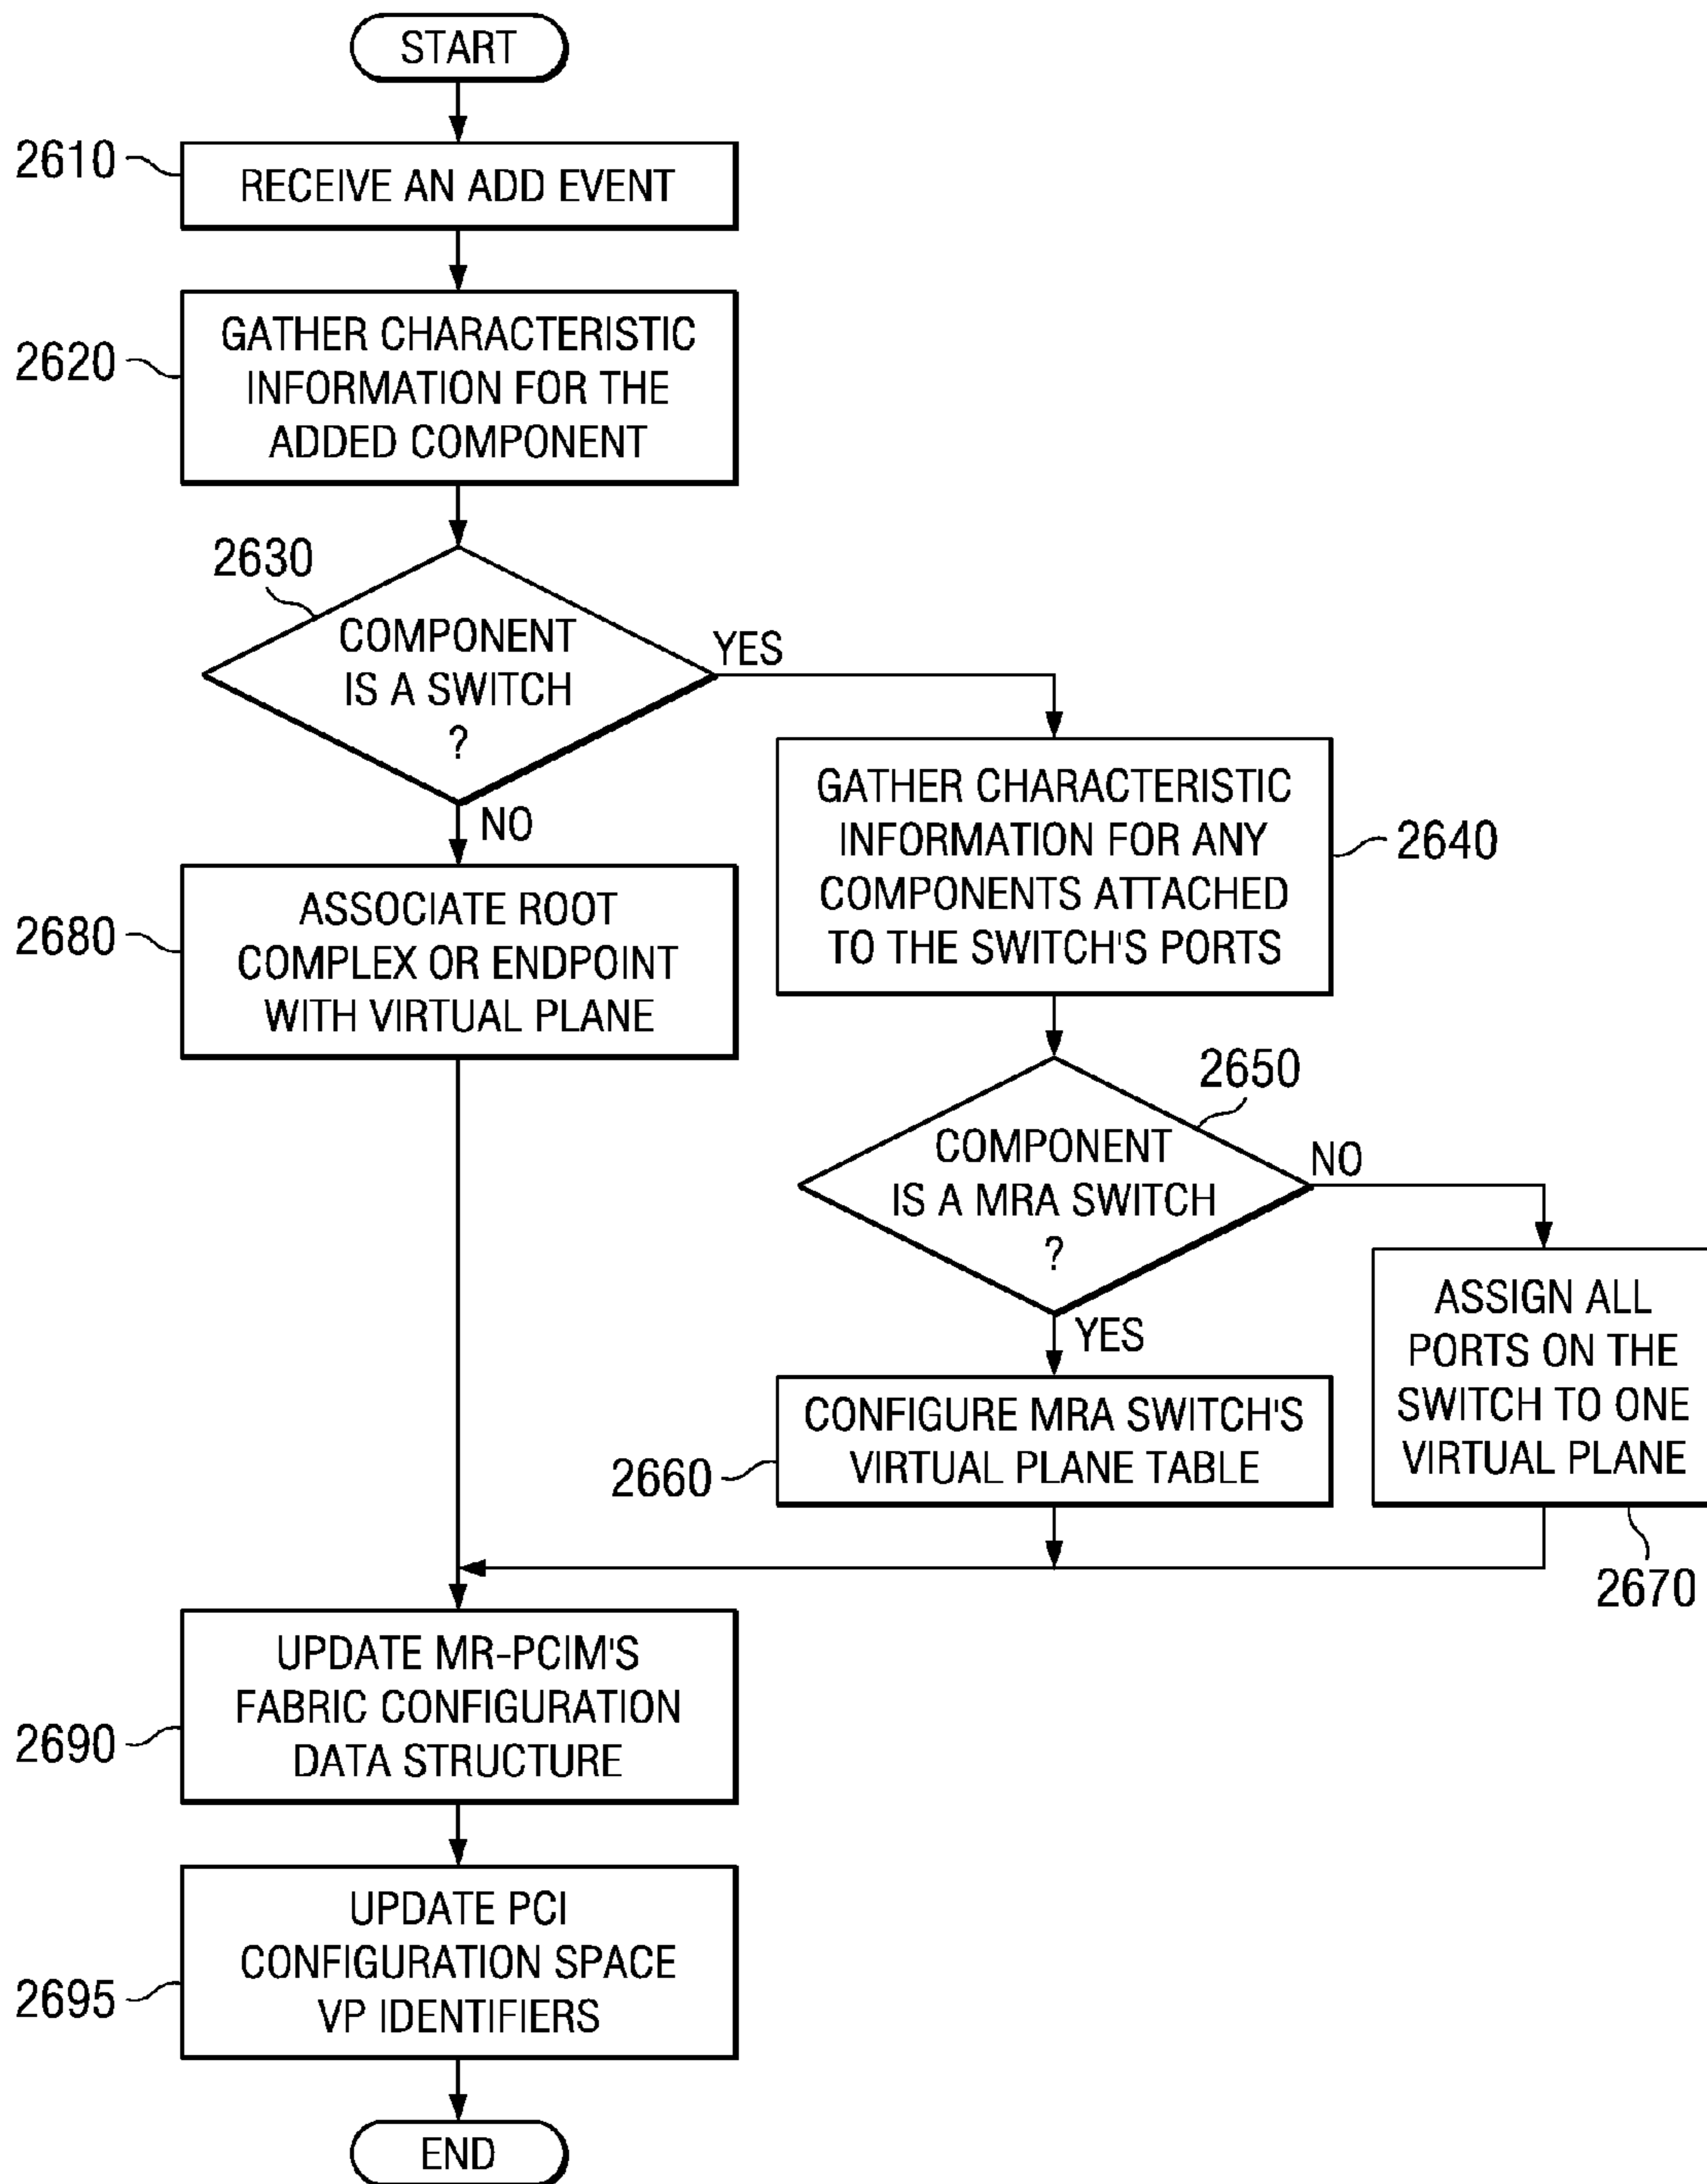 START
2610
RECEIVE AN ADD EVENT
2620
GATHER CHARACTERISTIC
INFORMATION FOR THE
ADDED COMPONENT
2630
COMPONENT
IS A SWITCH
?
YES
NO
2640
GATHER CHARACTERISTIC
INFORMATION FOR ANY
COMPONENTS ATTACHED
TO THE SWITCH'S PORTS
2680
ASSOCIATE ROOT
COMPLEX OR ENDPOINT
WITH VIRTUAL PLANE
2650
COMPONENT
IS A MRA SWITCH
?
NO
YES
ASSIGN ALL
PORTS ON THE
SWITCH TO ONE
VIRTUAL PLANE
2670
CONFIGURE MRA SWITCH'S
VIRTUAL PLANE TABLE
2660
2690
UPDATE MR-PCIM'S
FABRIC CONFIGURATION
DATA STRUCTURE
2695
UPDATE PCI
CONFIGURATION SPACE
VP IDENTIFIERS
END